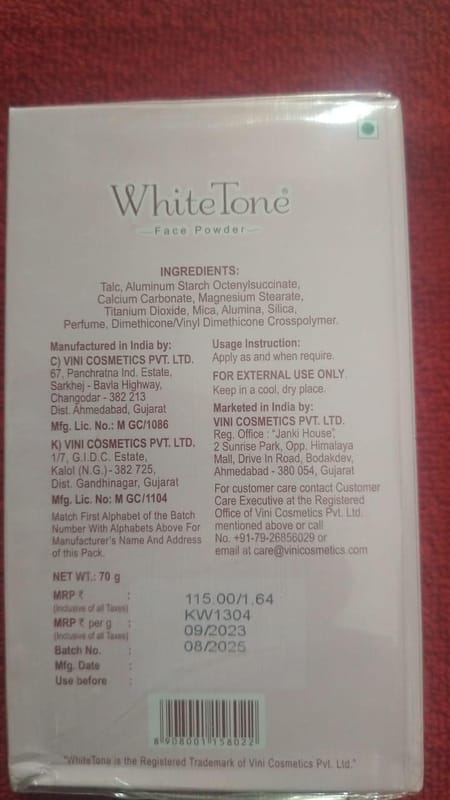 WhiteTone®
Face Powder
INGREDIENTS:
Talc, Aluminum Starch Octenylsuccinate,
Calcium Carbonate, Magnesium Stearate,
Titanium Dioxide, Mica, Alumina, Silica,
Perfume, Dimethicone/Vinyl Dimethicone Crosspolymer.
Manufactured in India by:
C) VINI COSMETICS PVT. LTD.
67, Panchratna Ind. Estate,
Sarkhej - Bavla Highway,
Changodar - 382 213
Dist. Ahmedabad, Gujarat
Mfg. Lic. No.: M GC/1086
K) VINI COSMETICS PVT. LTD.
1/7, G.I.D.C. Estate,
Kalol (N.G.) - 382 725,
Dist. Gandhinagar, Gujarat
Mfg. Lic. No: M GC/1104
Match First Alphabet of the Batch
Number With Alphabets Above For
Manufacturer's Name And Address
of this Pack.
Usage Instruction:
Apply as and when require.
FOR EXTERNAL USE ONLY.
Keep in a cool, dry place.
Marketed in India by:
VINI COSMETICS PVT. LTD.
Reg. Office : "Janki House",
2 Sunrise Park, Opp. Himalaya
Mall, Drive In Road, Bodakdev,
Ahmedabad - 380 054, Gujarat
For customer care contact Customer
Care Executive at the Registered
Office of Vini Cosmetics Pvt. Ltd.
mentioned above or call
No. +91-79-26856029 or
email at care@vinicosmetics.com
NET WT.: 70 g
MRP ₹ :
(Inclusive of all Taxes)
MRP ₹ per g :
(Inclusive of all Taxes)
Batch No. :
Mfg. Date :
Use before :
115.00/1.64
KW1304
09/2023
08/2025
8 908001 158022
"WhiteTone is the Registered Trademark of Vini Cosmetics Pvt. Ltd."